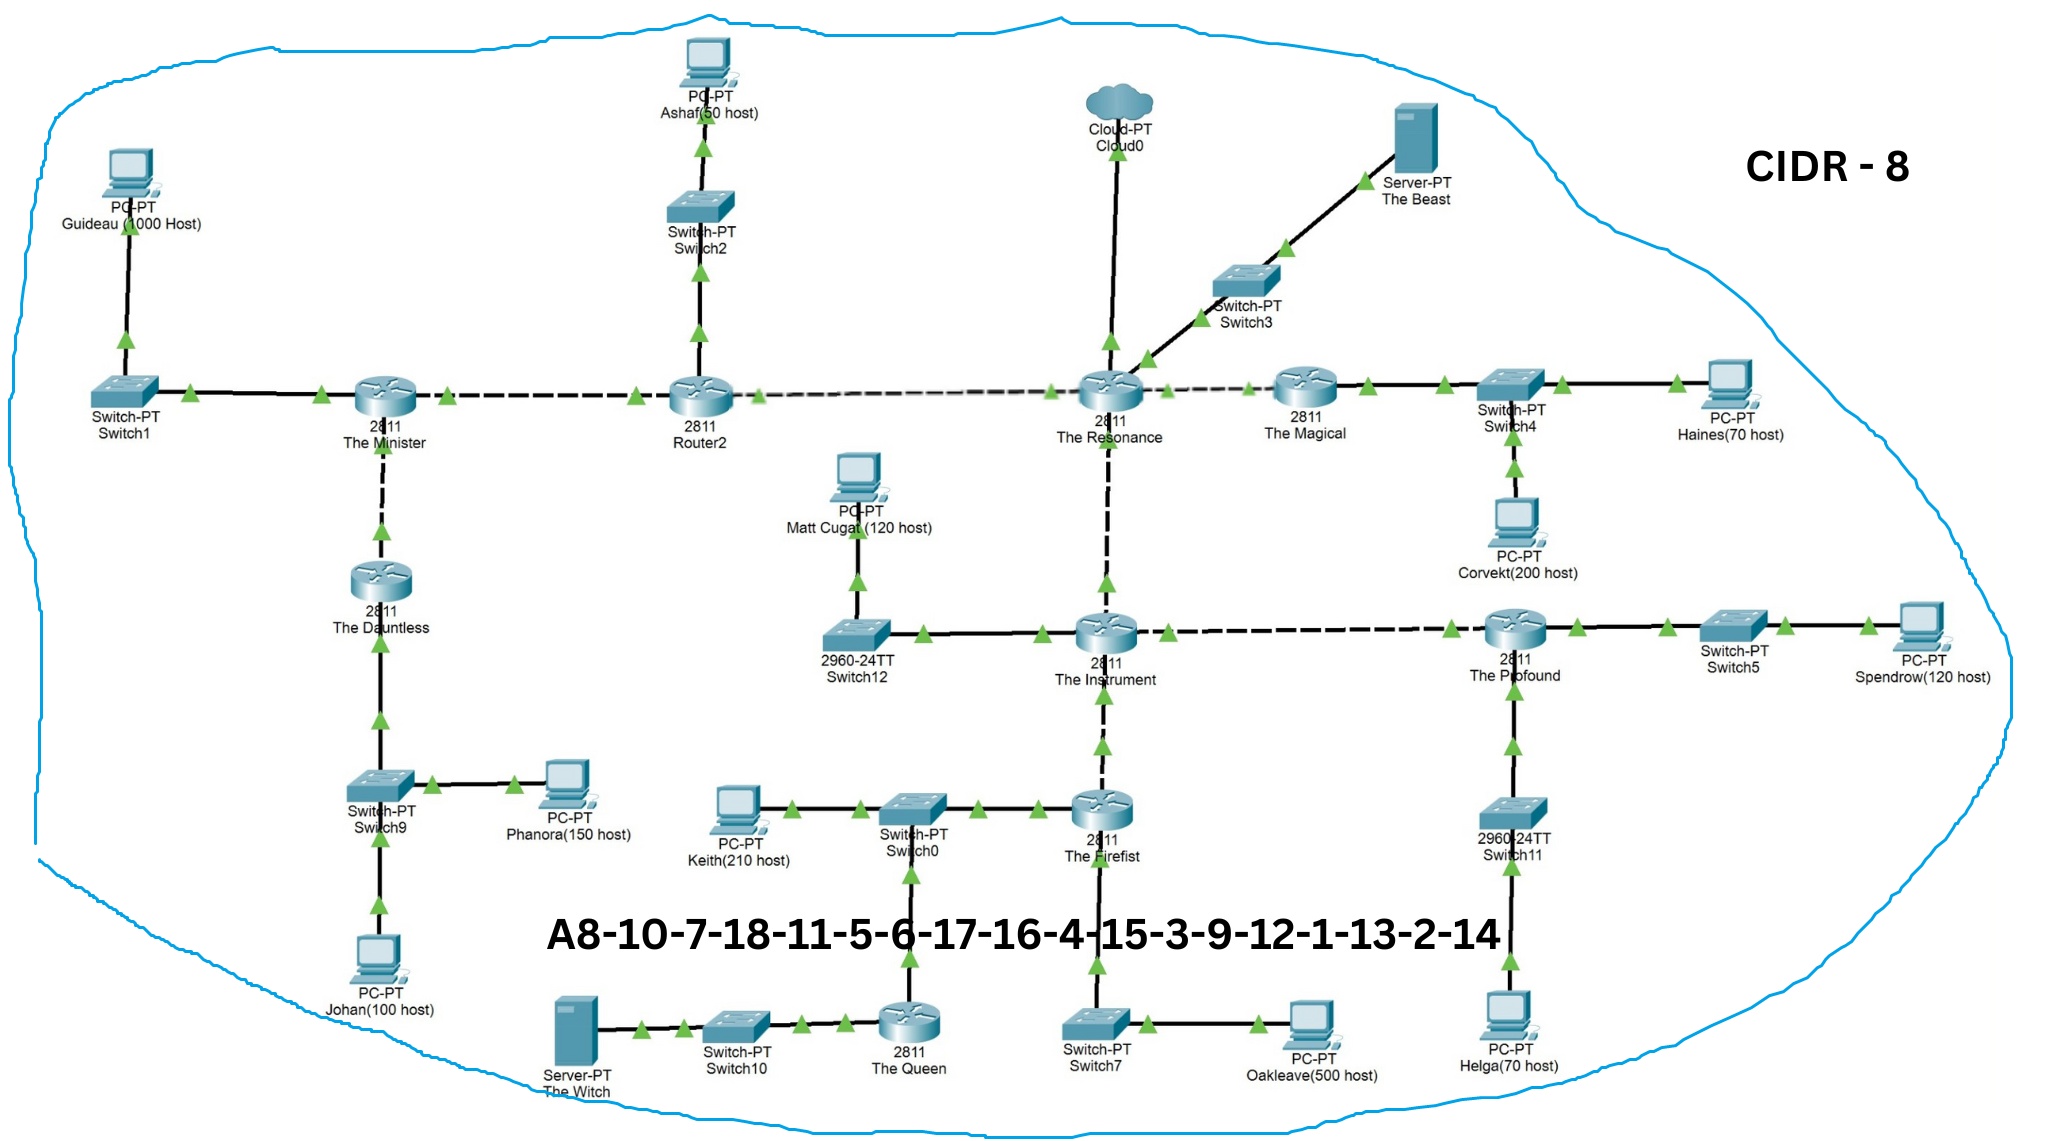 PC-PT
Ashaf(50 host)
Cloud-PT
Cloud0
Server-PT
The Beast
CIDR - 8
PC-PT
Guideau (1000 Host)
Switch-PT
Switch2
Switch-PT
Switch3
Switch-PT
Switch1
2811
The Minister
2811
Router2
2811
The Resonance
2811
The Magical
Switch-PT
Switch4
PC-PT
Haines(70 host)
PC-PT
Matt Cugat (120 host)
PC-PT
Corvekt(200 host)
2811
The Dauntless
2960-24TT
Switch12
2811
The Instrument
2811
The Profound
Switch-PT
Switch5
PC-PT
Spendrow(120 host)
Switch-PT
Switch9
PC-PT
Phanora(150 host)
PC-PT
Keith(210 host)
Switch-PT
Switch0
2811
The Firefist
2960-24TT
Switch11
A8-10-7-18-11-5-6-17-16-4-15-3-9-12-1-13-2-14
PC-PT
Johan(100 host)
Server-PT
The Witch
Switch-PT
Switch10
2811
The Queen
Switch-PT
Switch7
PC-PT
Oakleave(500 host)
PC-PT
Helga(70 host)